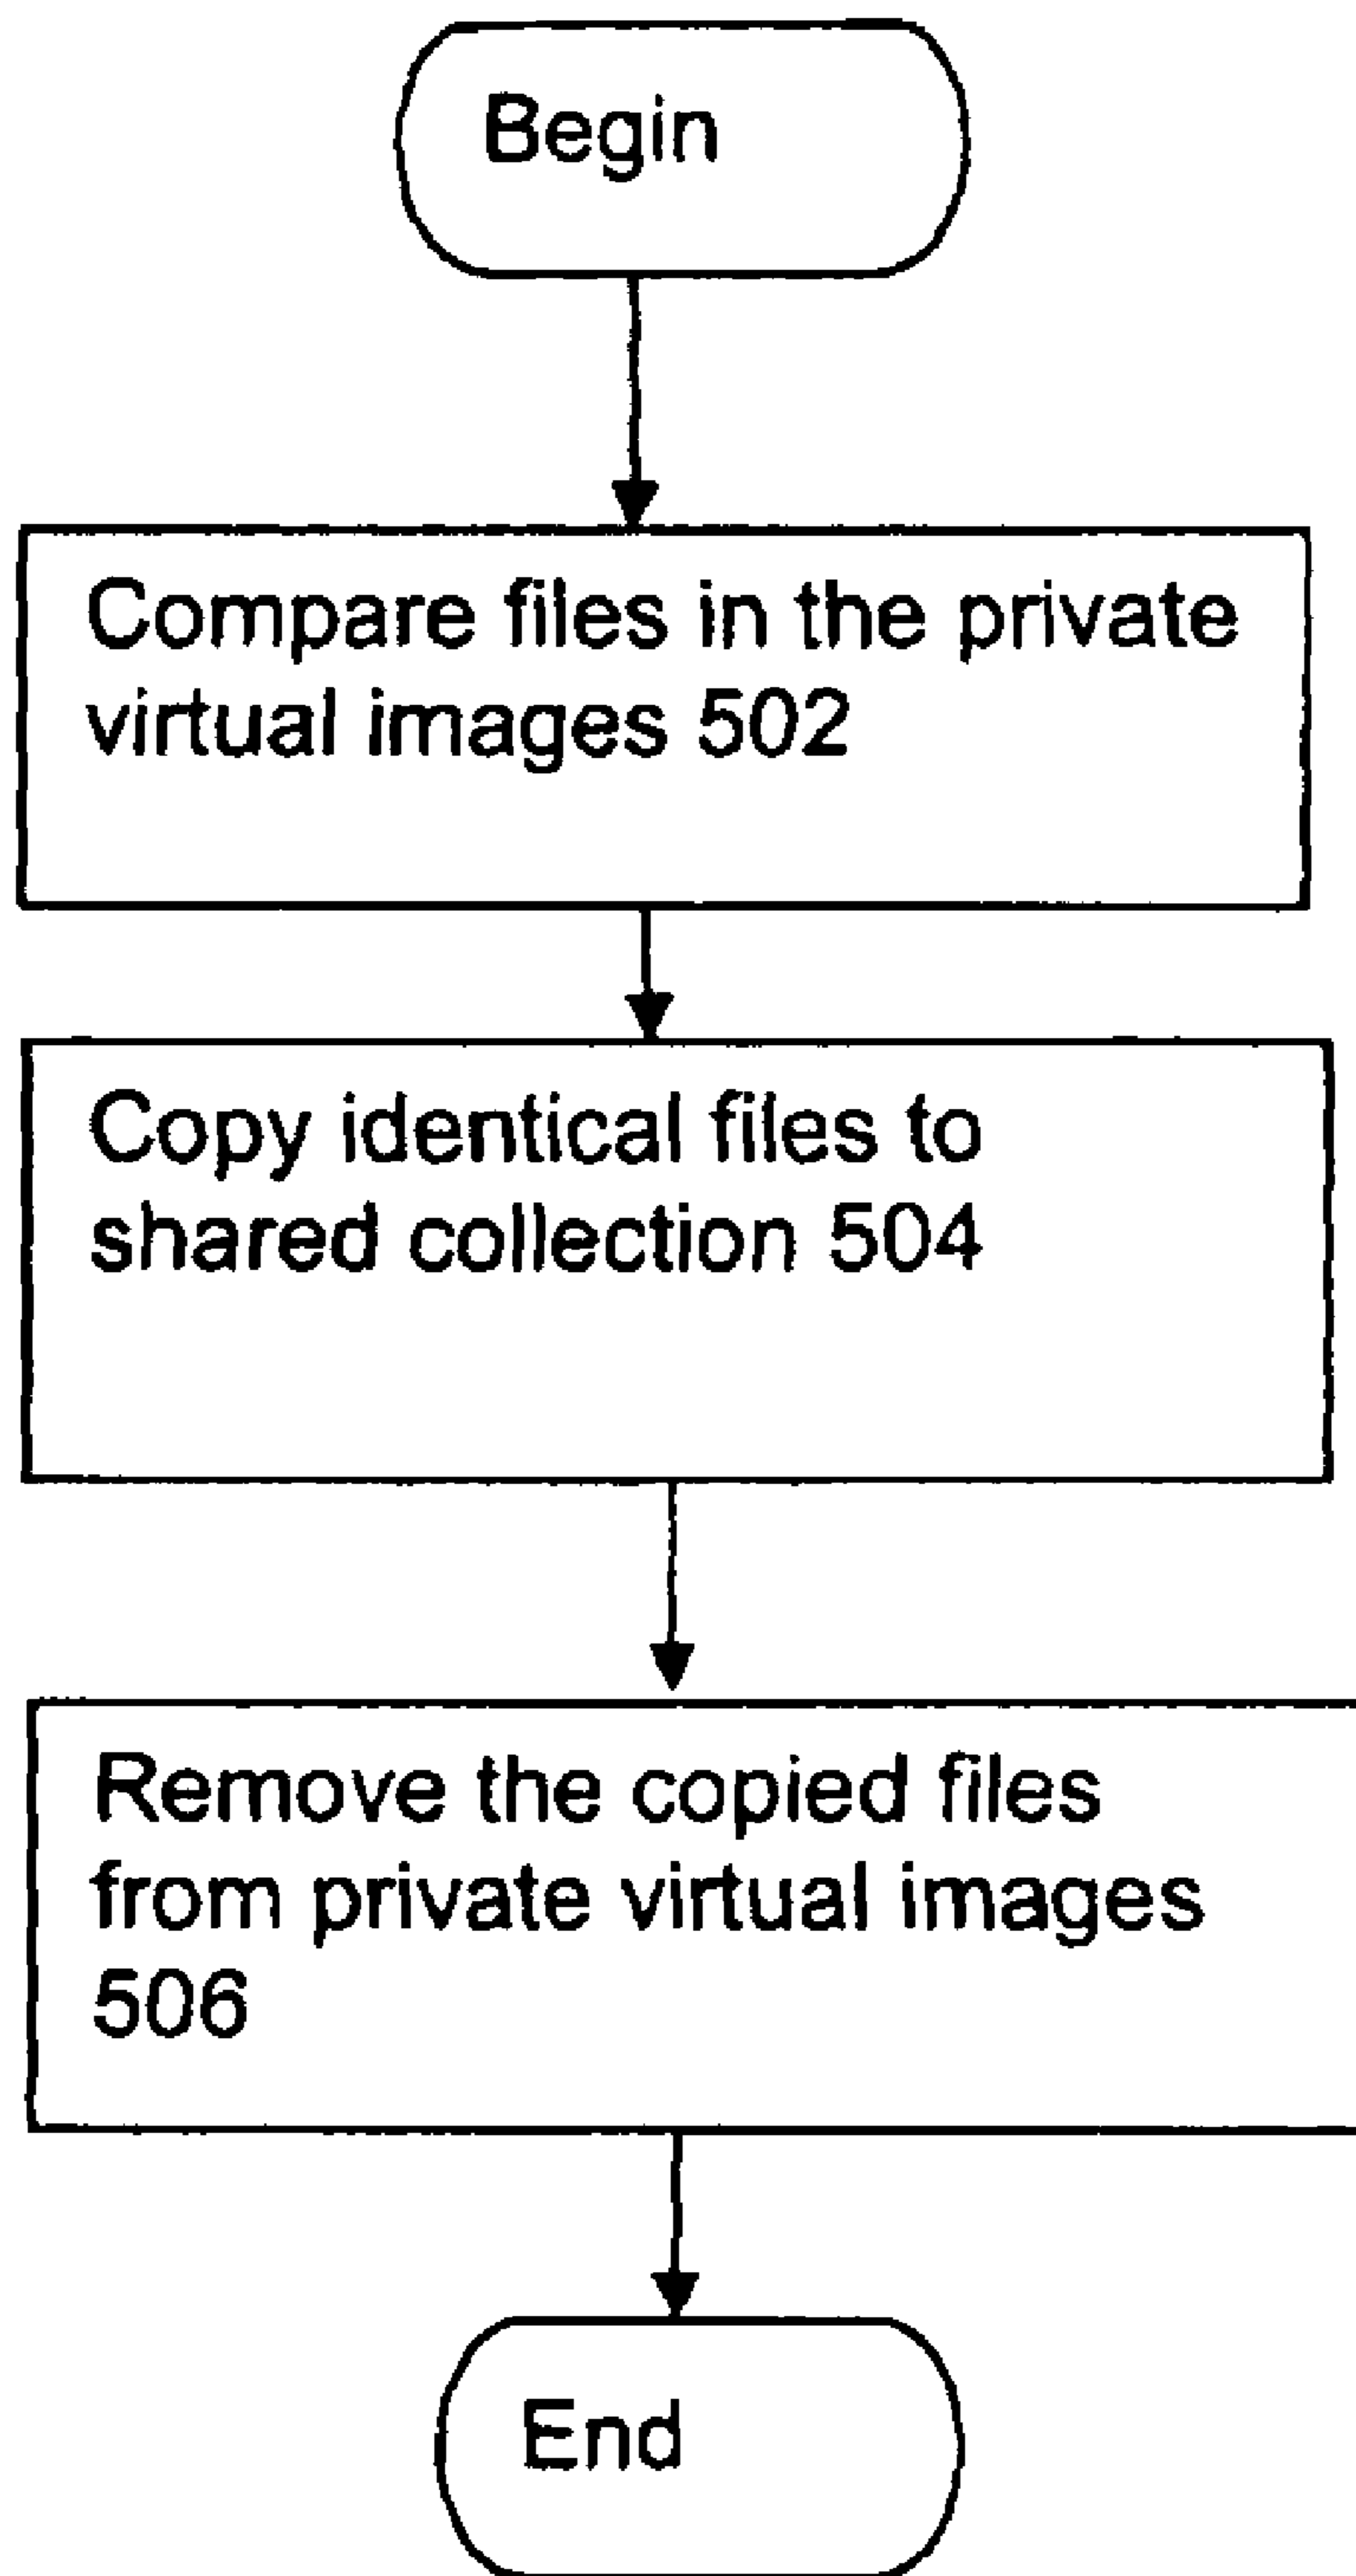 Begin
Compare files in the private
virtual images 502
Copy identical files to
shared collection 504
Remove the copied files
from private virtual images
506
End